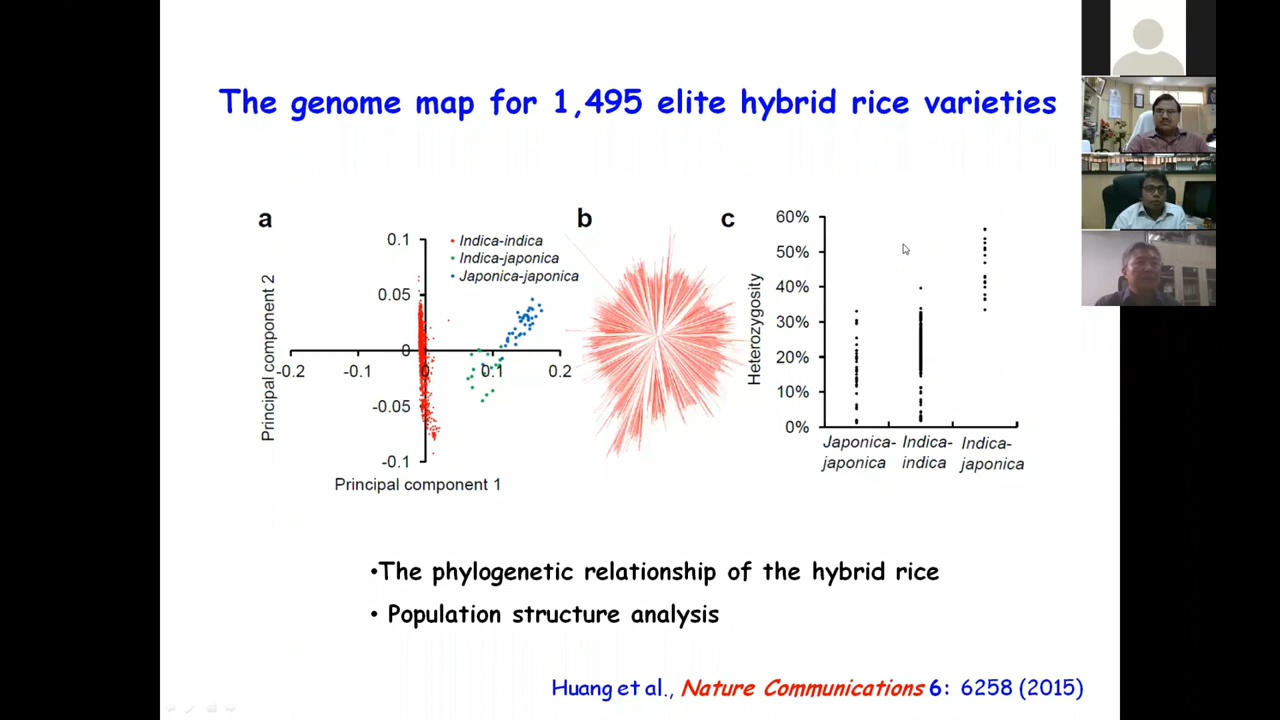 The genome map for 1,495 elite hybrid rice varieties
a
b
c
Principal component 2
0.1
0.05
0
-0.05
-0.1
-0.2
-0.1
0
0.1
0.2
Principal component 1
Indica-indica
Indica-japonica
Japonica-japonica
Heterozygosity
60%
50%
40%
30%
20%
10%
0%
Japonica-
japonica
Indica-
indica
Indica-
japonica
•The phylogenetic relationship of the hybrid rice
• Population structure analysis
Huang et al., Nature Communications 6: 6258 (2015)